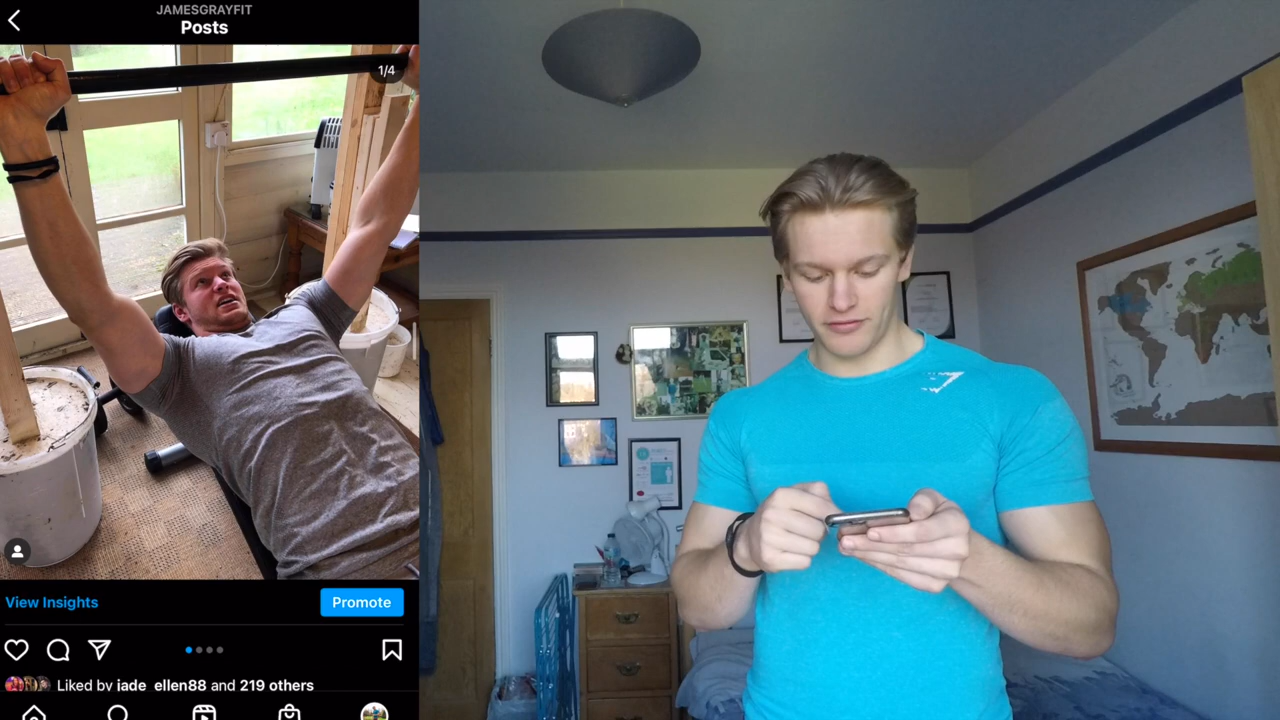 JAMESGRAYFIT
Posts
1/4
View Insights
Promote
Liked by jade_ellen88 and 219 others